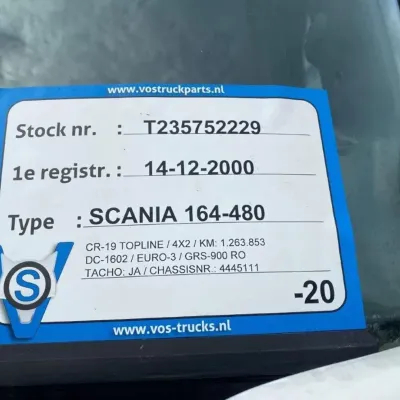 www.vostruckparts.nl
Stock nr. : T235752229
1e registr. : 14-12-2000
Type : SCANIA 164-480
CR-19 TOPLINE / 4X2 / KM: 1.263.853
DC-1602 / EURO-3 / GRS-900 RO
TACHO: JA / CHASSISNR.: 4445111
S
-20
www.vos-trucks.nl